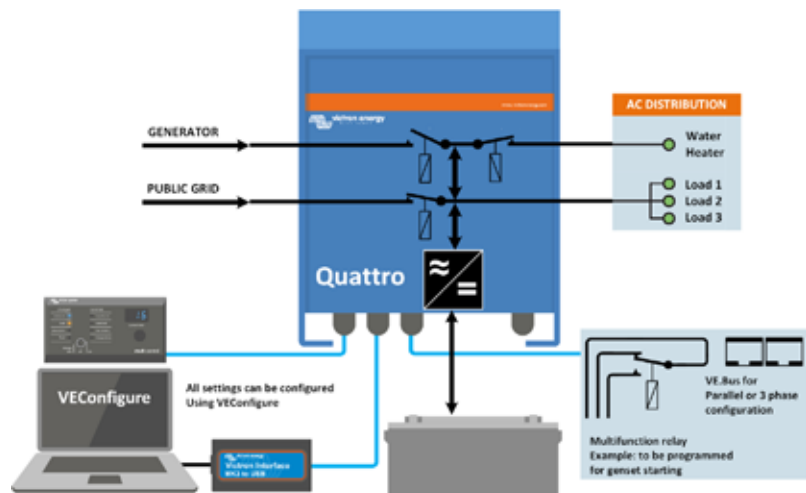 victron energy
GENERATOR
PUBLIC GRID
Quattro
AC DISTRIBUTION
Water
Heater
Load 1
Load 2
Load 3
16
VEConfigure
All settings can be configured
Using VEConfigure
Victron Interface
MK3 to USB
VE.Bus for
Parallel or 3 phase
configuration
Multifunction relay
Example: to be programmed
for genset starting